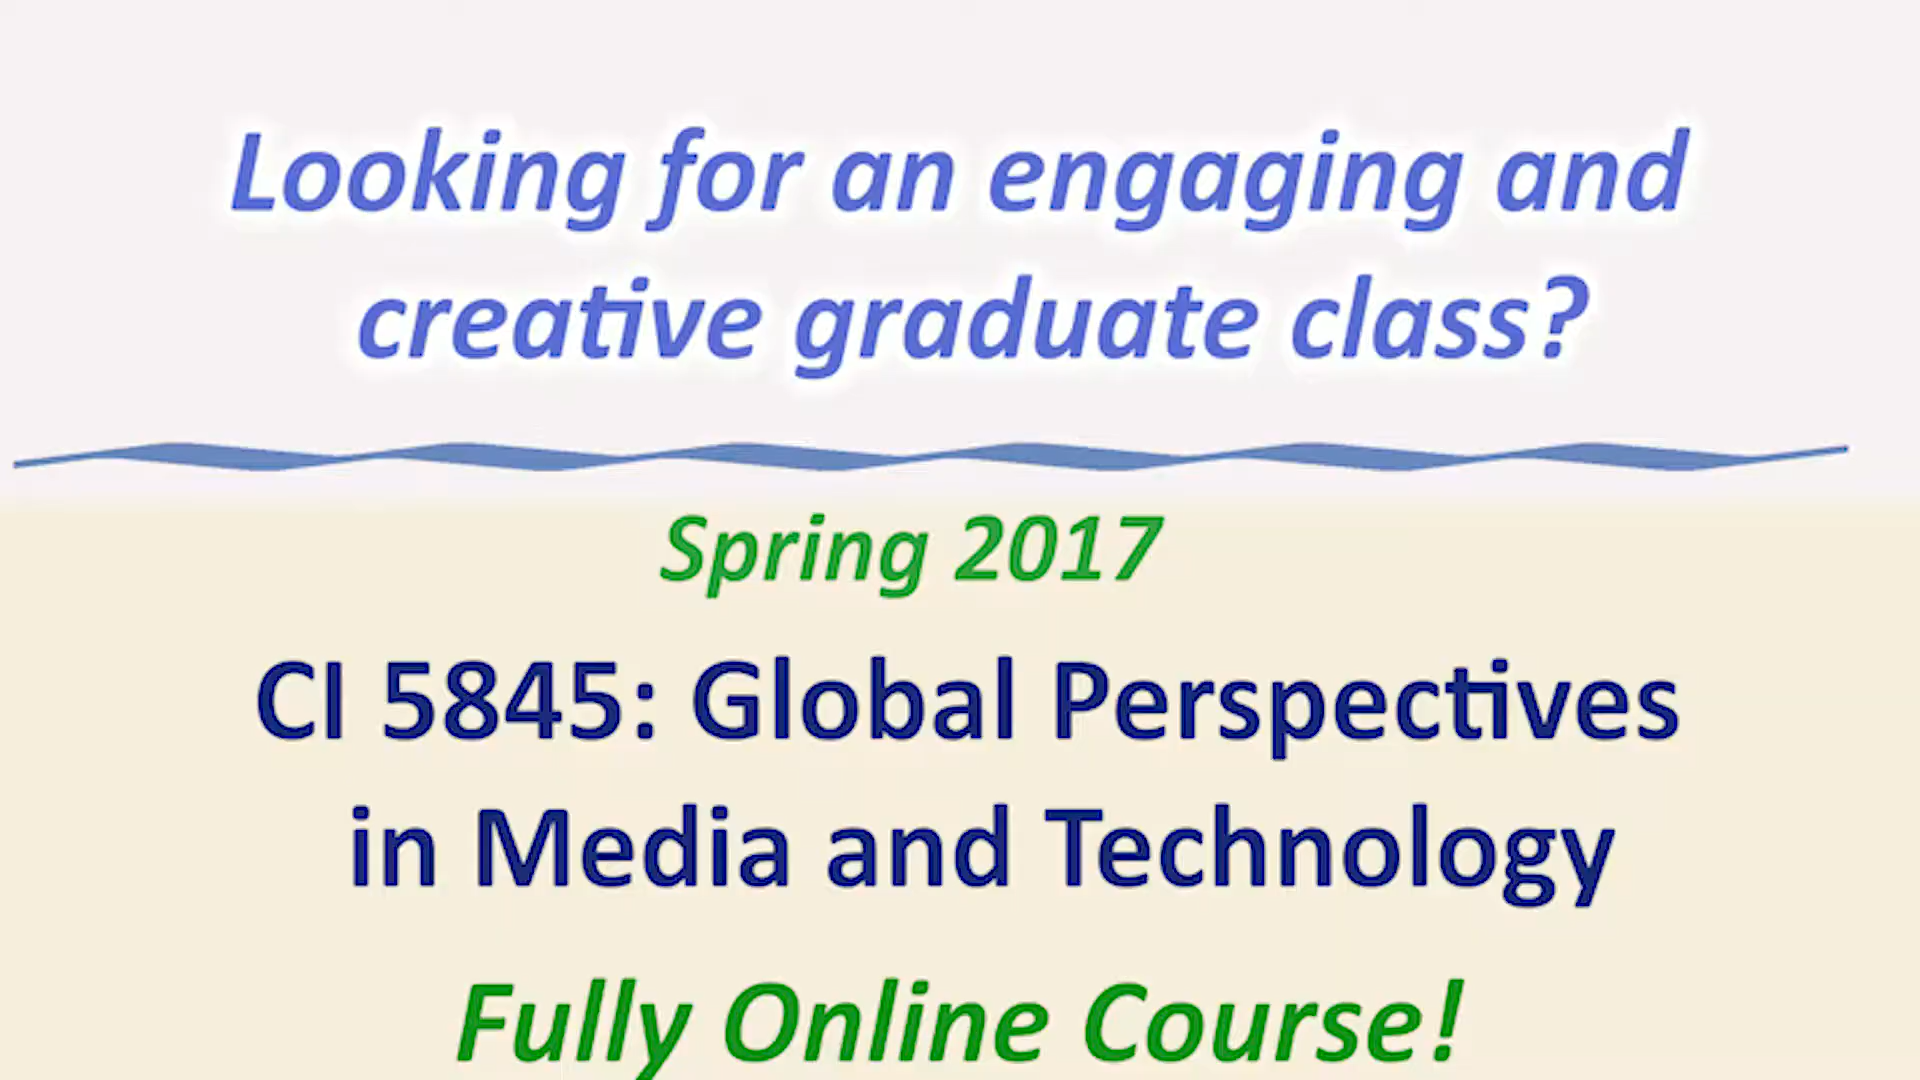 Looking for an engaging and
creative graduate class?
Spring 2017
CI 5845: Global Perspectives
in Media and Technology
Fully Online Course!